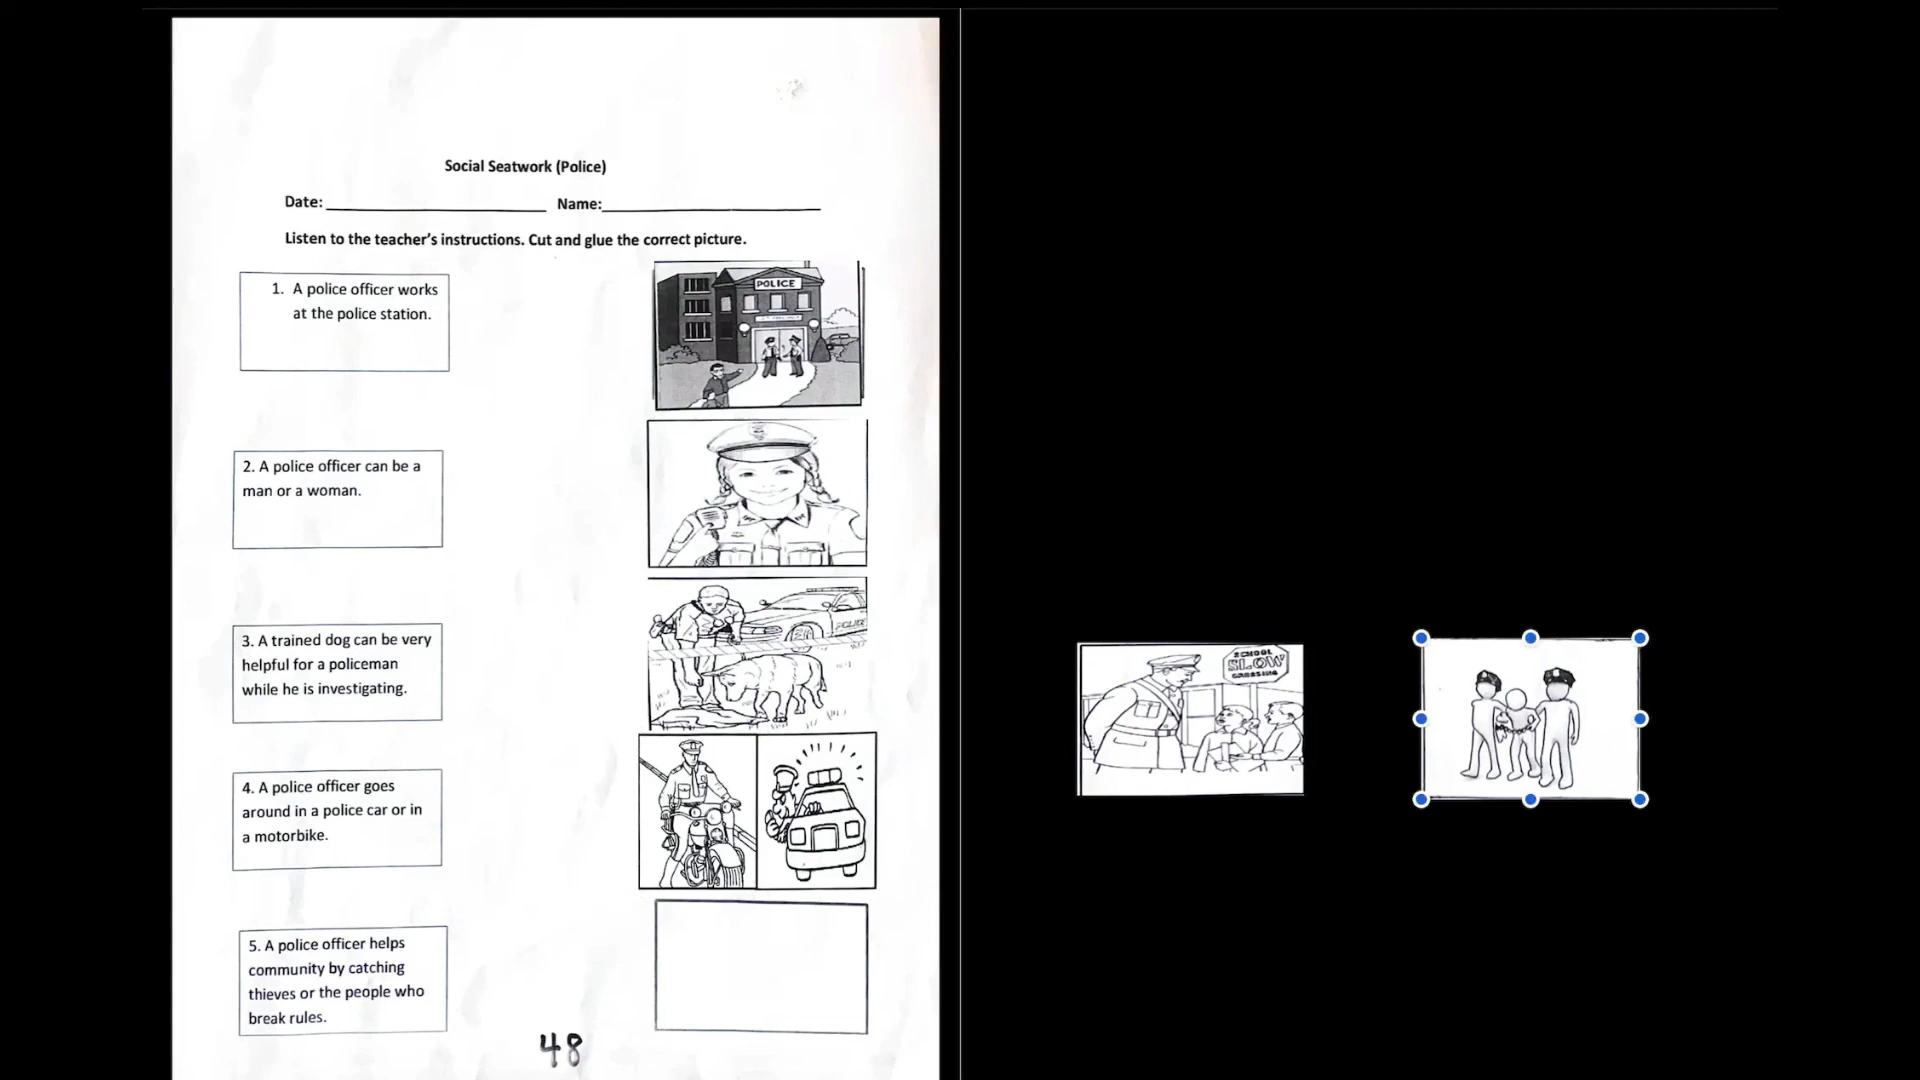 Social Seatwork (Police)
Date: Name:
Listen to the teacher's instructions. Cut and glue the correct picture.
1. A police officer works
at the police station.
POLICE
2. A police officer can be a
man or a woman.
3. A trained dog can be very
helpful for a policeman
while he is investigating.
POLICE
4. A police officer goes
around in a police car or in
a motorbike.
5. A police officer helps
community by catching
thieves or the people who
break rules.
48
SCHOOL
SLOW
CROSSING